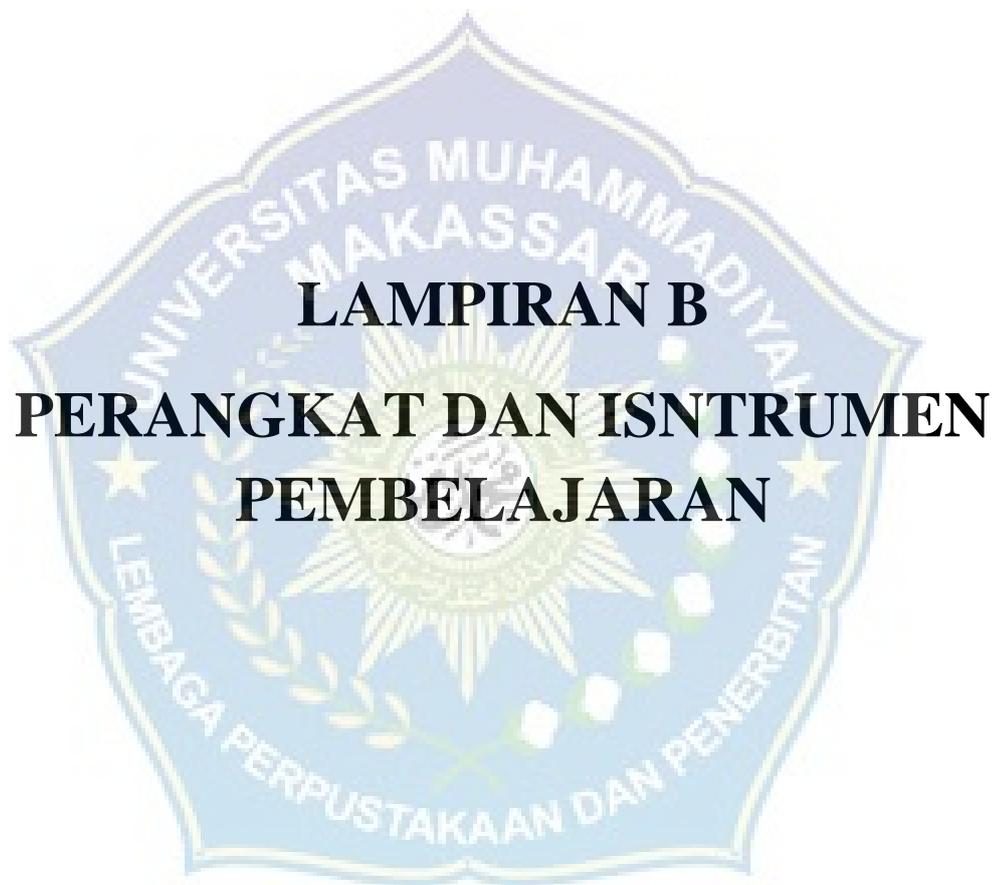 UNIVERSITAS MUHAMMADIYAH
MAKASSAR
LAMPIRAN B
PERANGKAT DAN ISNTRUMEN
PEMBELAJARAN
LEMBAGA PERPUSTAKAAN DAN PENERBITAN